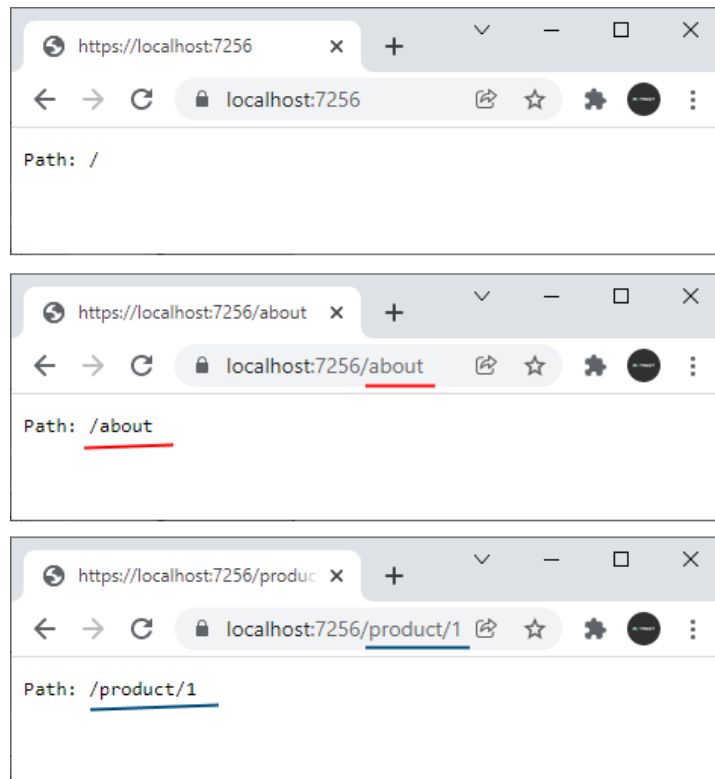 https://localhost:7256
localhost:7256
Path: /
https://localhost:7256/about
localhost:7256/about
Path: /about
https://localhost:7256/produc
localhost:7256/product/1
Path: /product/1